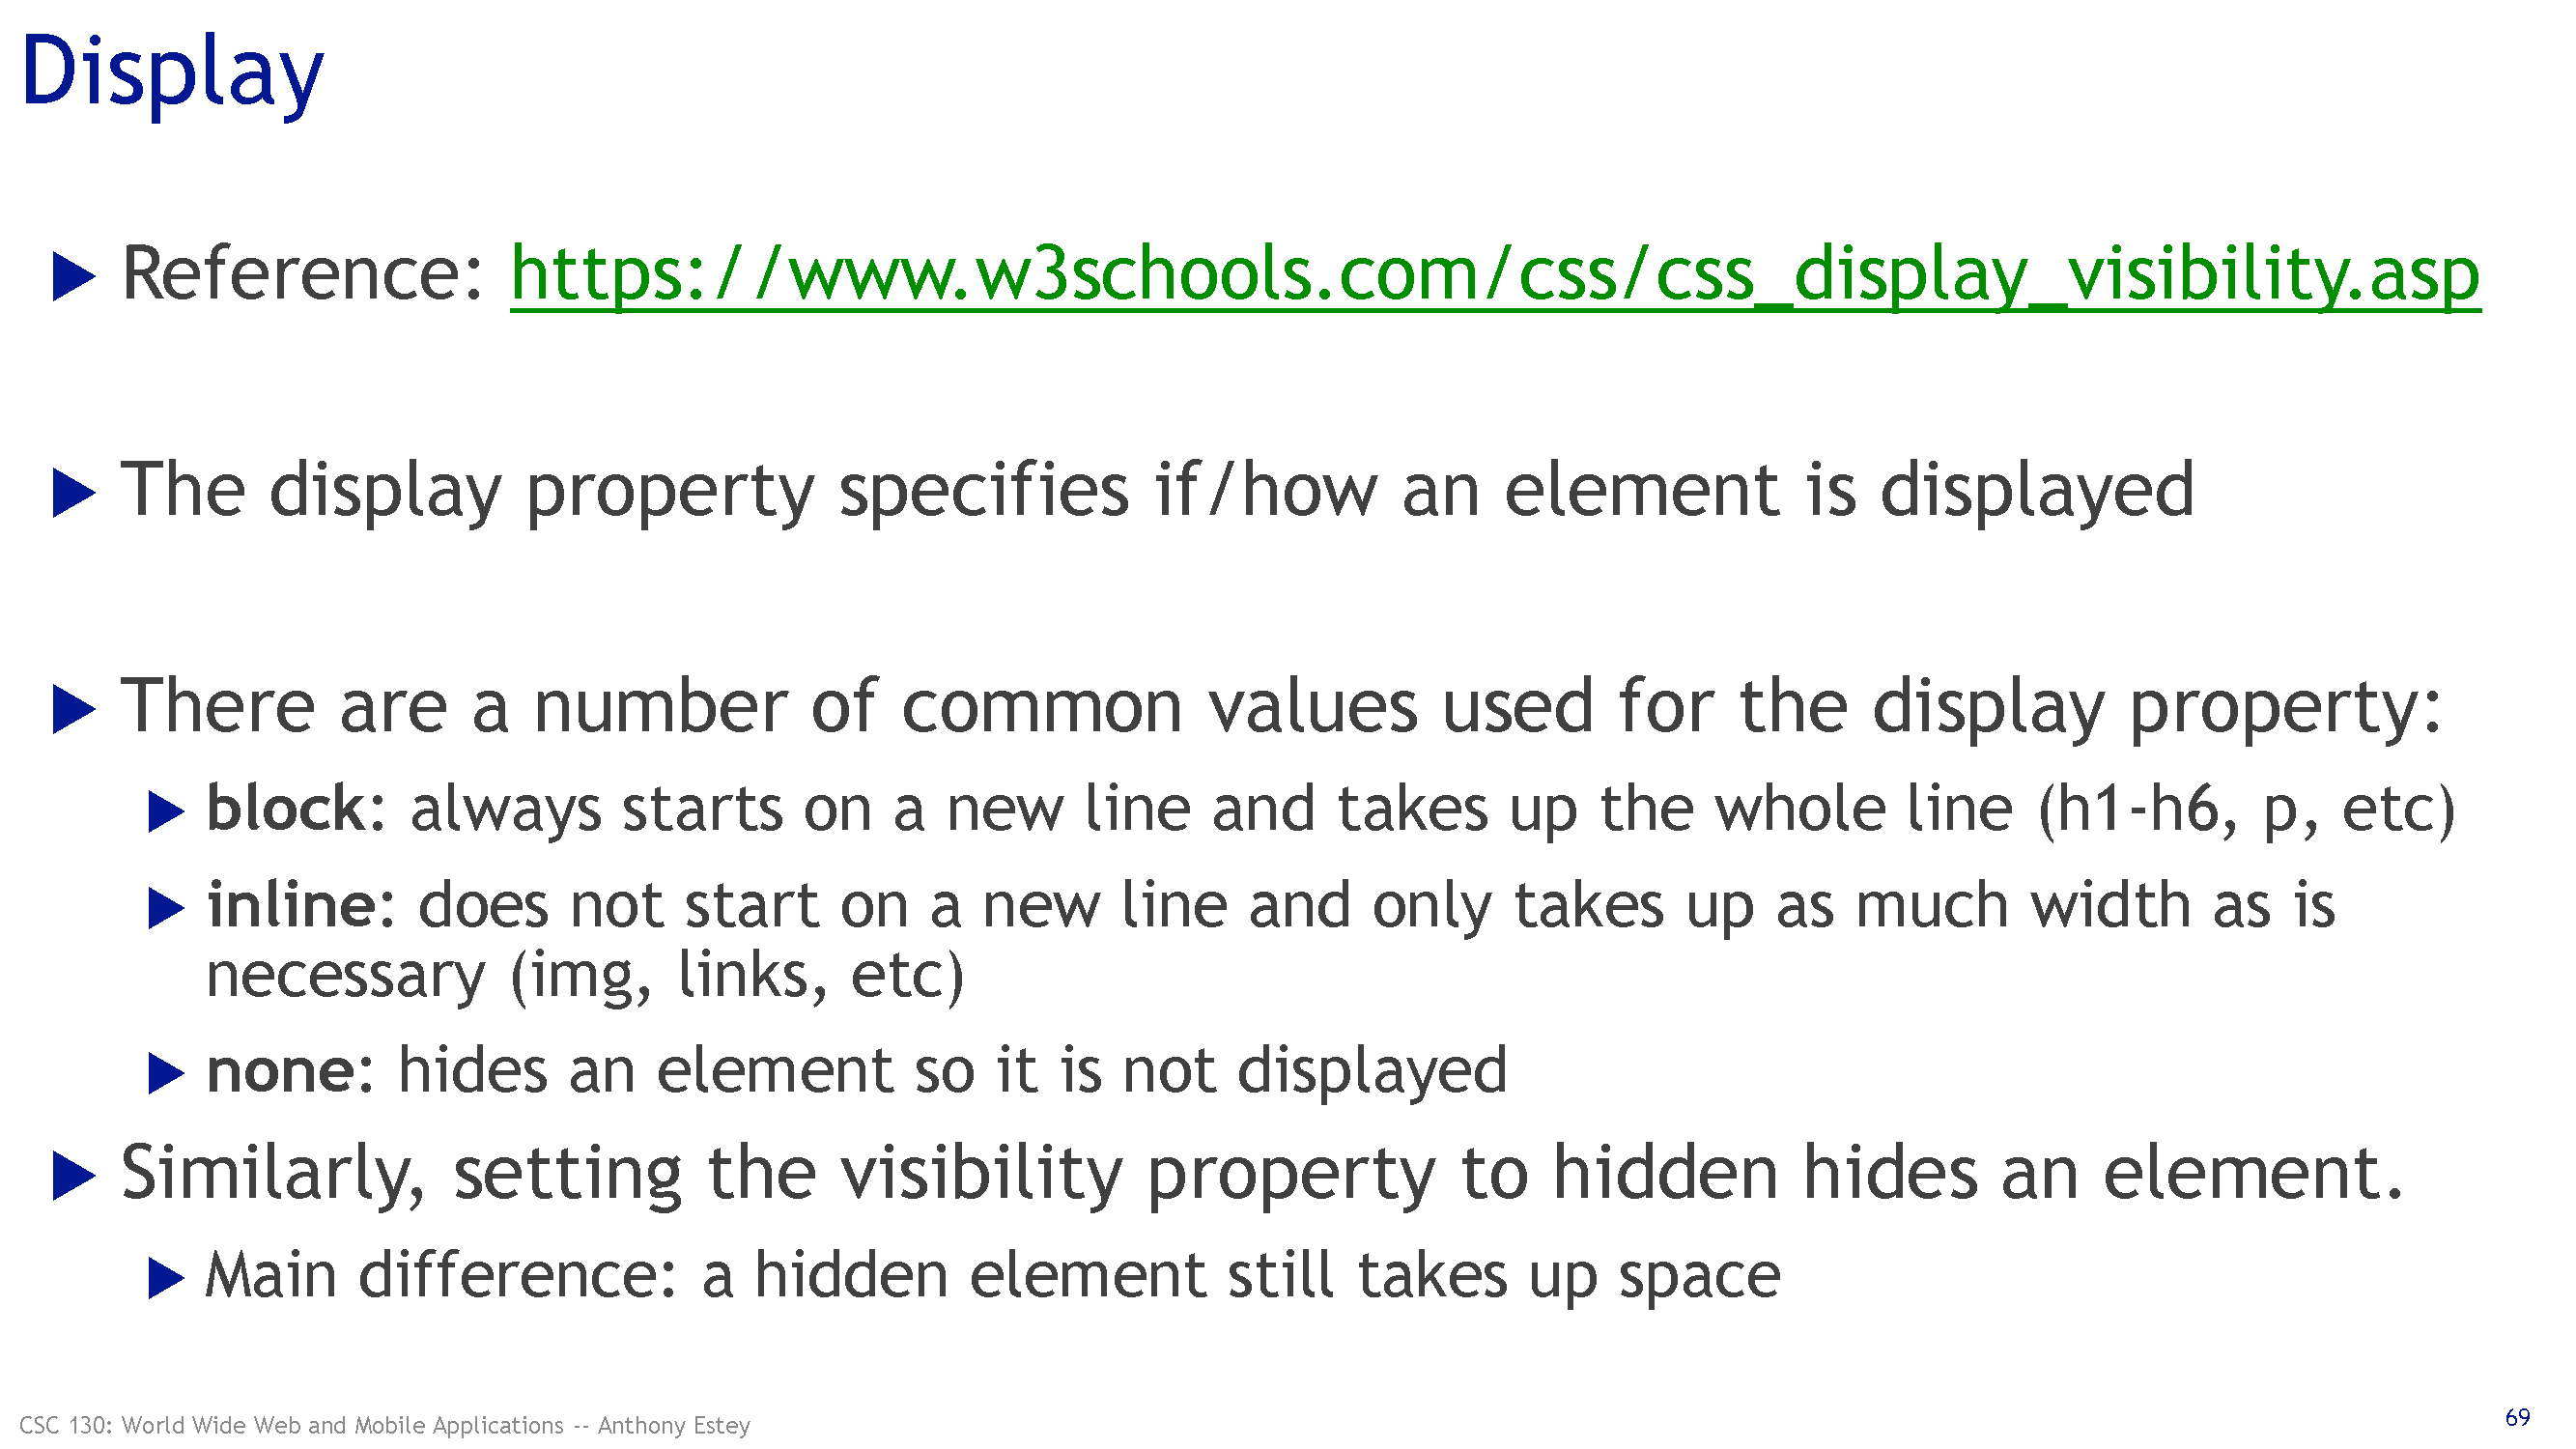 Display
Reference: https://www.w3schools.com/css/css_display_visibility.asp
The display property specifies if/how an element is displayed
There are a number of common values used for the display property:
block: always starts on a new line and takes up the whole line (h1-h6, p, etc)
inline: does not start on a new line and only takes up as much width as is
necessary (img, links, etc)
none: hides an element so it is not displayed
Similarly, setting the visibility property to hidden hides an element.
Main difference: a hidden element still takes up space
CSC 130: World Wide Web and Mobile Applications -- Anthony Estey
69